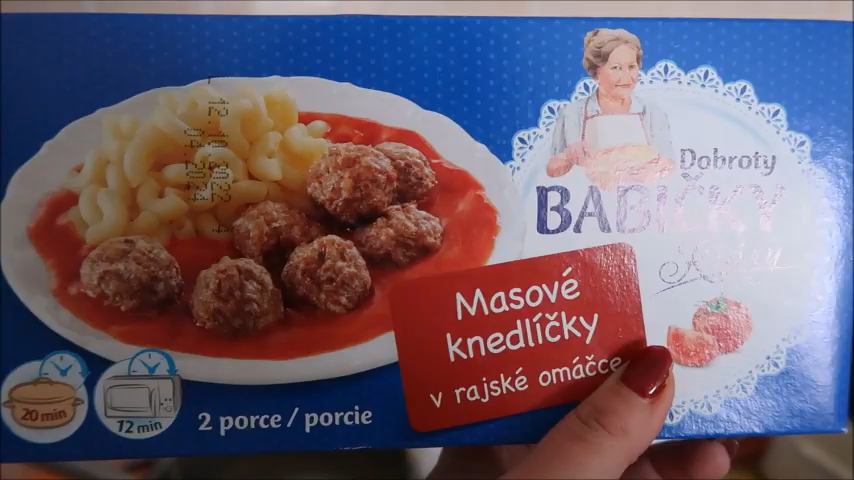 Dobroty
BABIČKY
Masové
knedlíčky
v rajské omáčce
20 min
12 min
2 porce / porcie